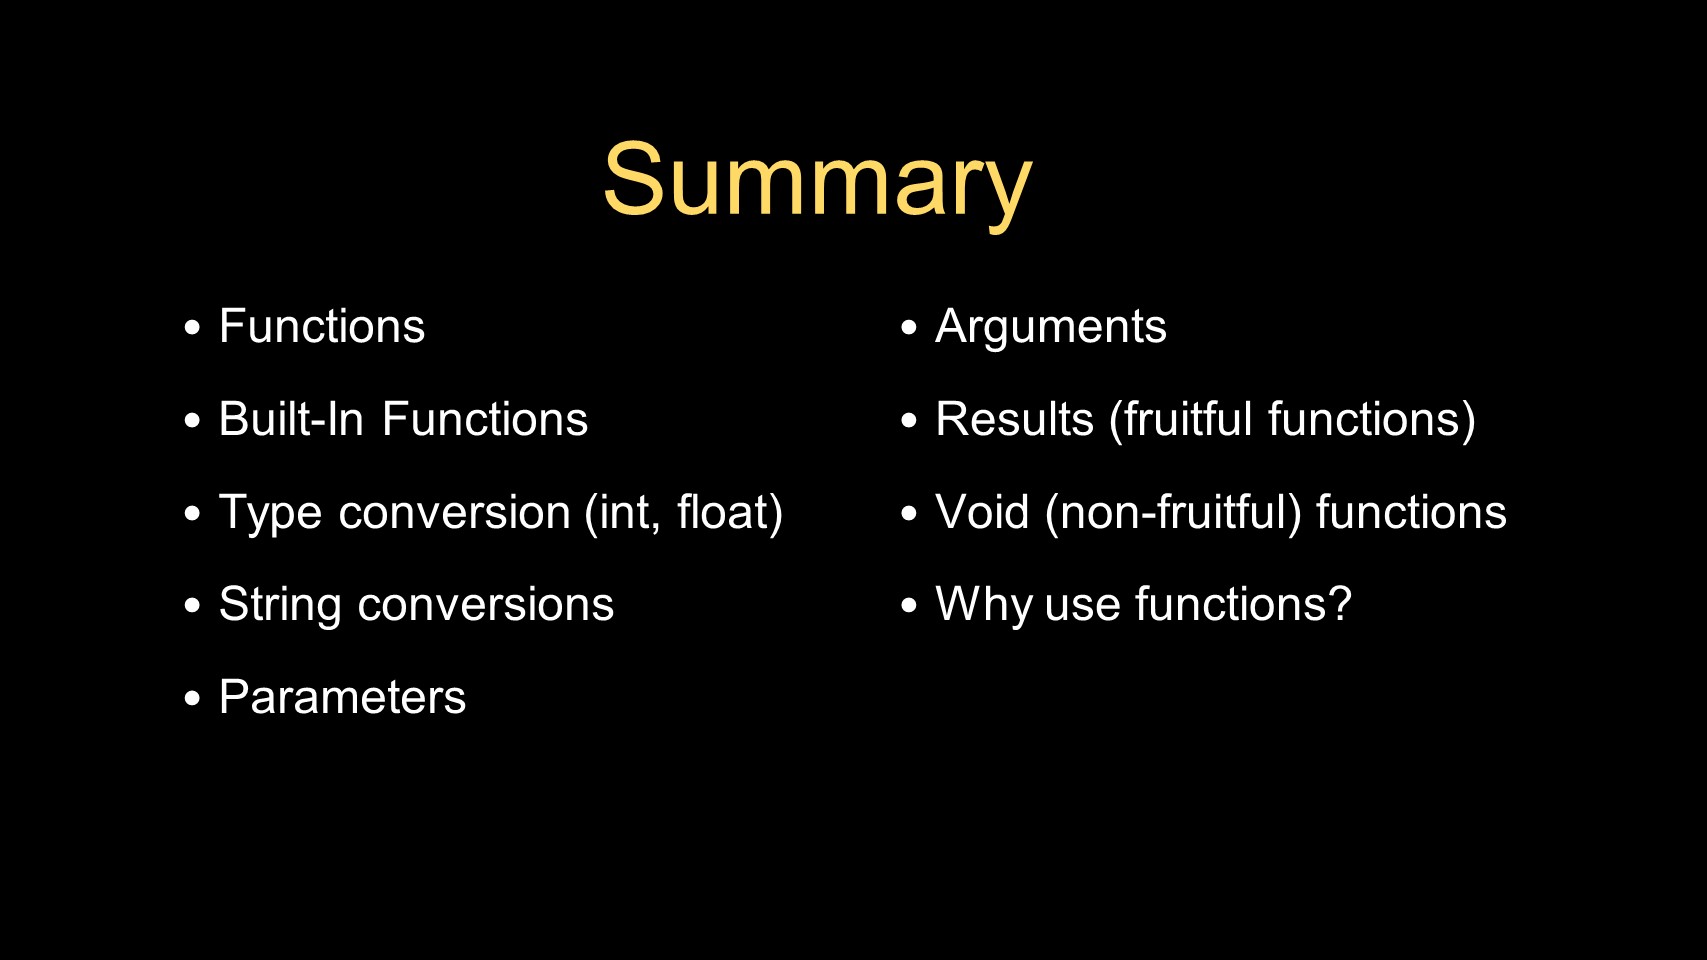 Summary
• Functions
• Built-In Functions
• Type conversion (int, float)
• String conversions
• Parameters
• Arguments
• Results (fruitful functions)
• Void (non-fruitful) functions
• Why use functions?